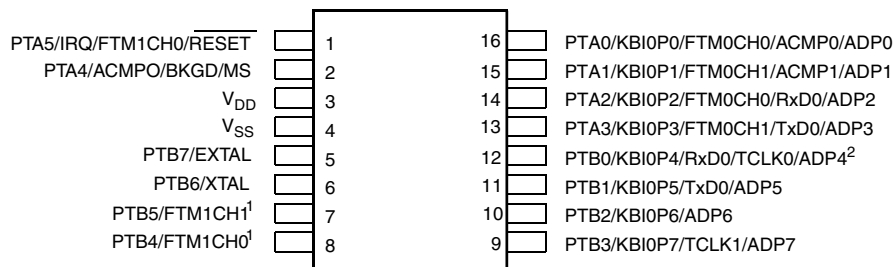 PTA5/IRQ/FTM1CH0/RESET 1 16 PTA0/KBI0P0/FTM0CH0/ACMP0/ADP0
PTA4/ACMPO/BKGD/MS 2 15 PTA1/KBI0P1/FTM0CH1/ACMP1/ADP1
VDD 3 14 PTA2/KBI0P2/FTM0CH0/RxD0/ADP2
VSS 4 13 PTA3/KBI0P3/FTM0CH1/TxD0/ADP3
PTB7/EXTAL 5 12 PTB0/KBI0P4/RxD0/TCLK0/ADP4²
PTB6/XTAL 6 11 PTB1/KBI0P5/TxD0/ADP5
PTB5/FTM1CH1¹ 7 10 PTB2/KBI0P6/ADP6
PTB4/FTM1CH0¹ 8 9 PTB3/KBI0P7/TCLK1/ADP7